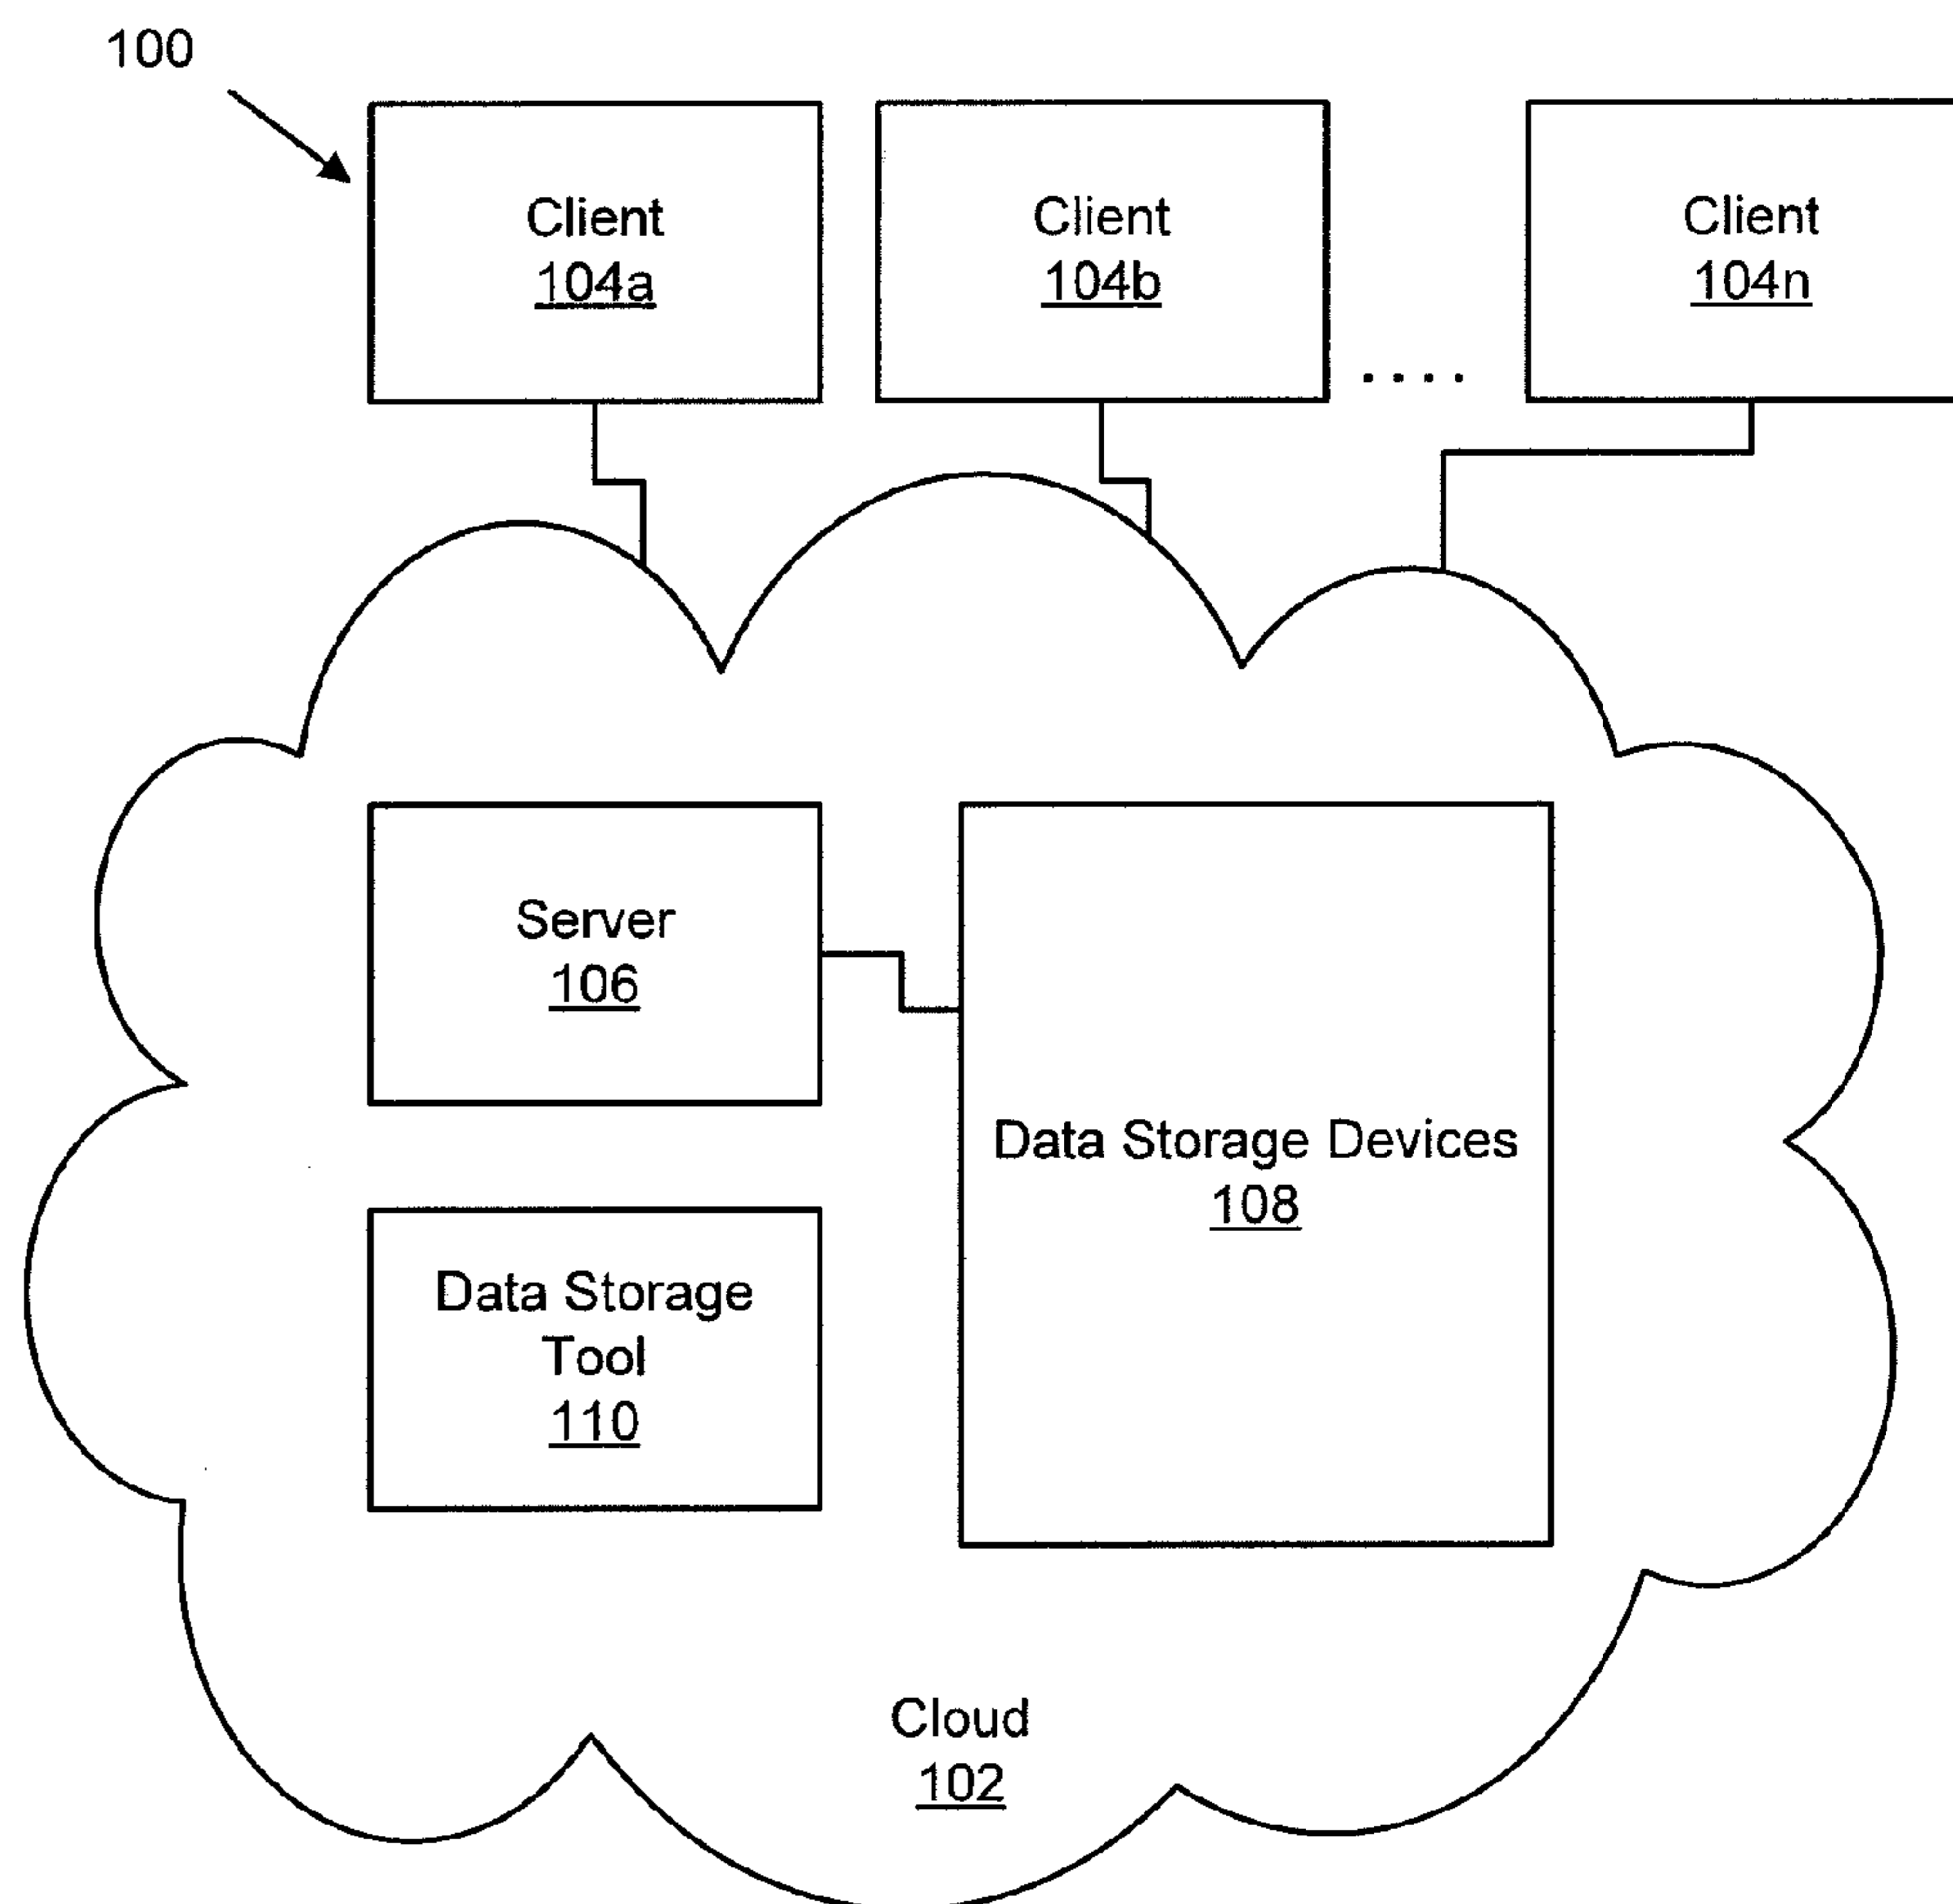 100
Client
104a
Client
104b
....
Client
104n
Server
106
Data Storage Devices
108
Data Storage
Tool
110
Cloud
102